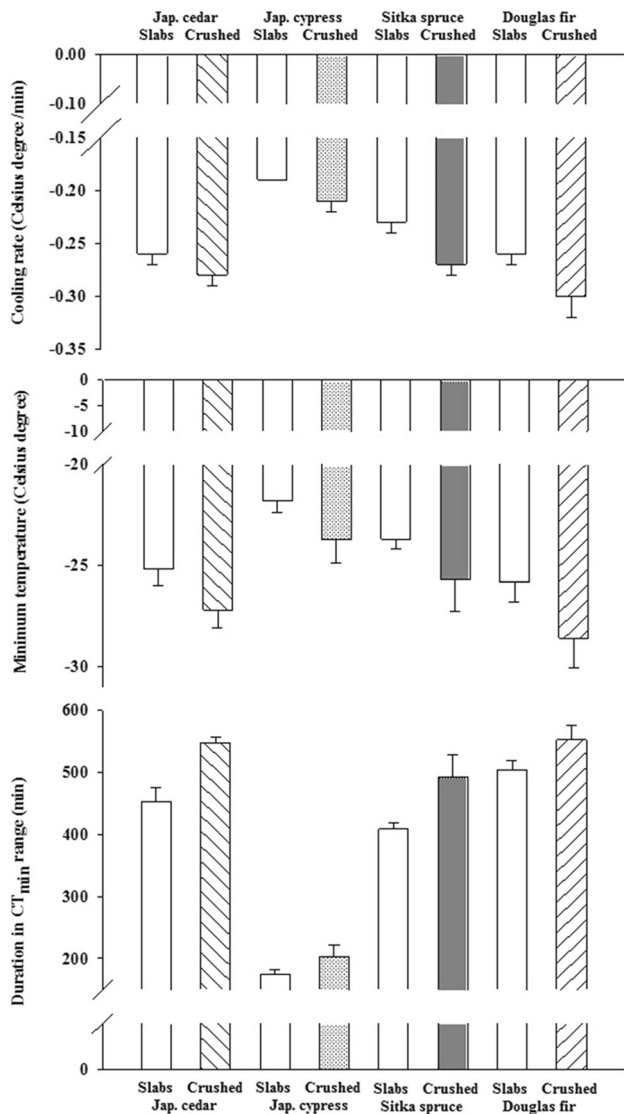 Jap. cedar Jap. cypress Sitka spruce Douglas fir
Slabs Crushed Slabs Crushed Slabs Crushed Slabs Crushed
0.00
-0.10
-0.15
-0.20
-0.25
-0.30
-0.35
Cooling rate (Celsius degree /min)
0
-5
-10
-20
-25
-30
Minimum temperature (Celsius degree)
600
500
400
300
200
0
Duration in CTmin range (min)
Slabs Crushed Slabs Crushed Slabs Crushed Slabs Crushed
Jap. cedar Jap. cypress Sitka spruce Douglas fir